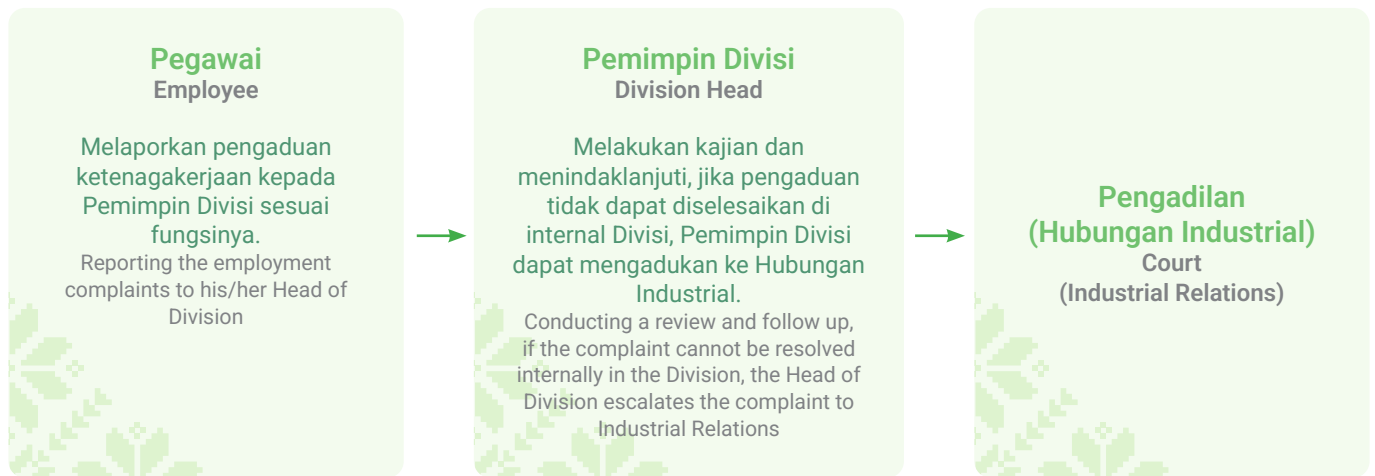 Pegawai
Employee
Melaporkan pengaduan
ketenagakerjaan kepada
Pemimpin Divisi sesuai
fungsinya.
Reporting the employment
complaints to his/her Head of
Division
Pemimpin Divisi
Division Head
Melakukan kajian dan
menindaklanjuti, jika pengaduan
tidak dapat diselesaikan di
internal Divisi, Pemimpin Divisi
dapat mengadukan ke Hubungan
Industrial.
Conducting a review and follow up,
if the complaint cannot be resolved
internally in the Division, the Head of
Division escalates the complaint to
Industrial Relations
Pengadilan
(Hubungan Industrial)
Court
(Industrial Relations)